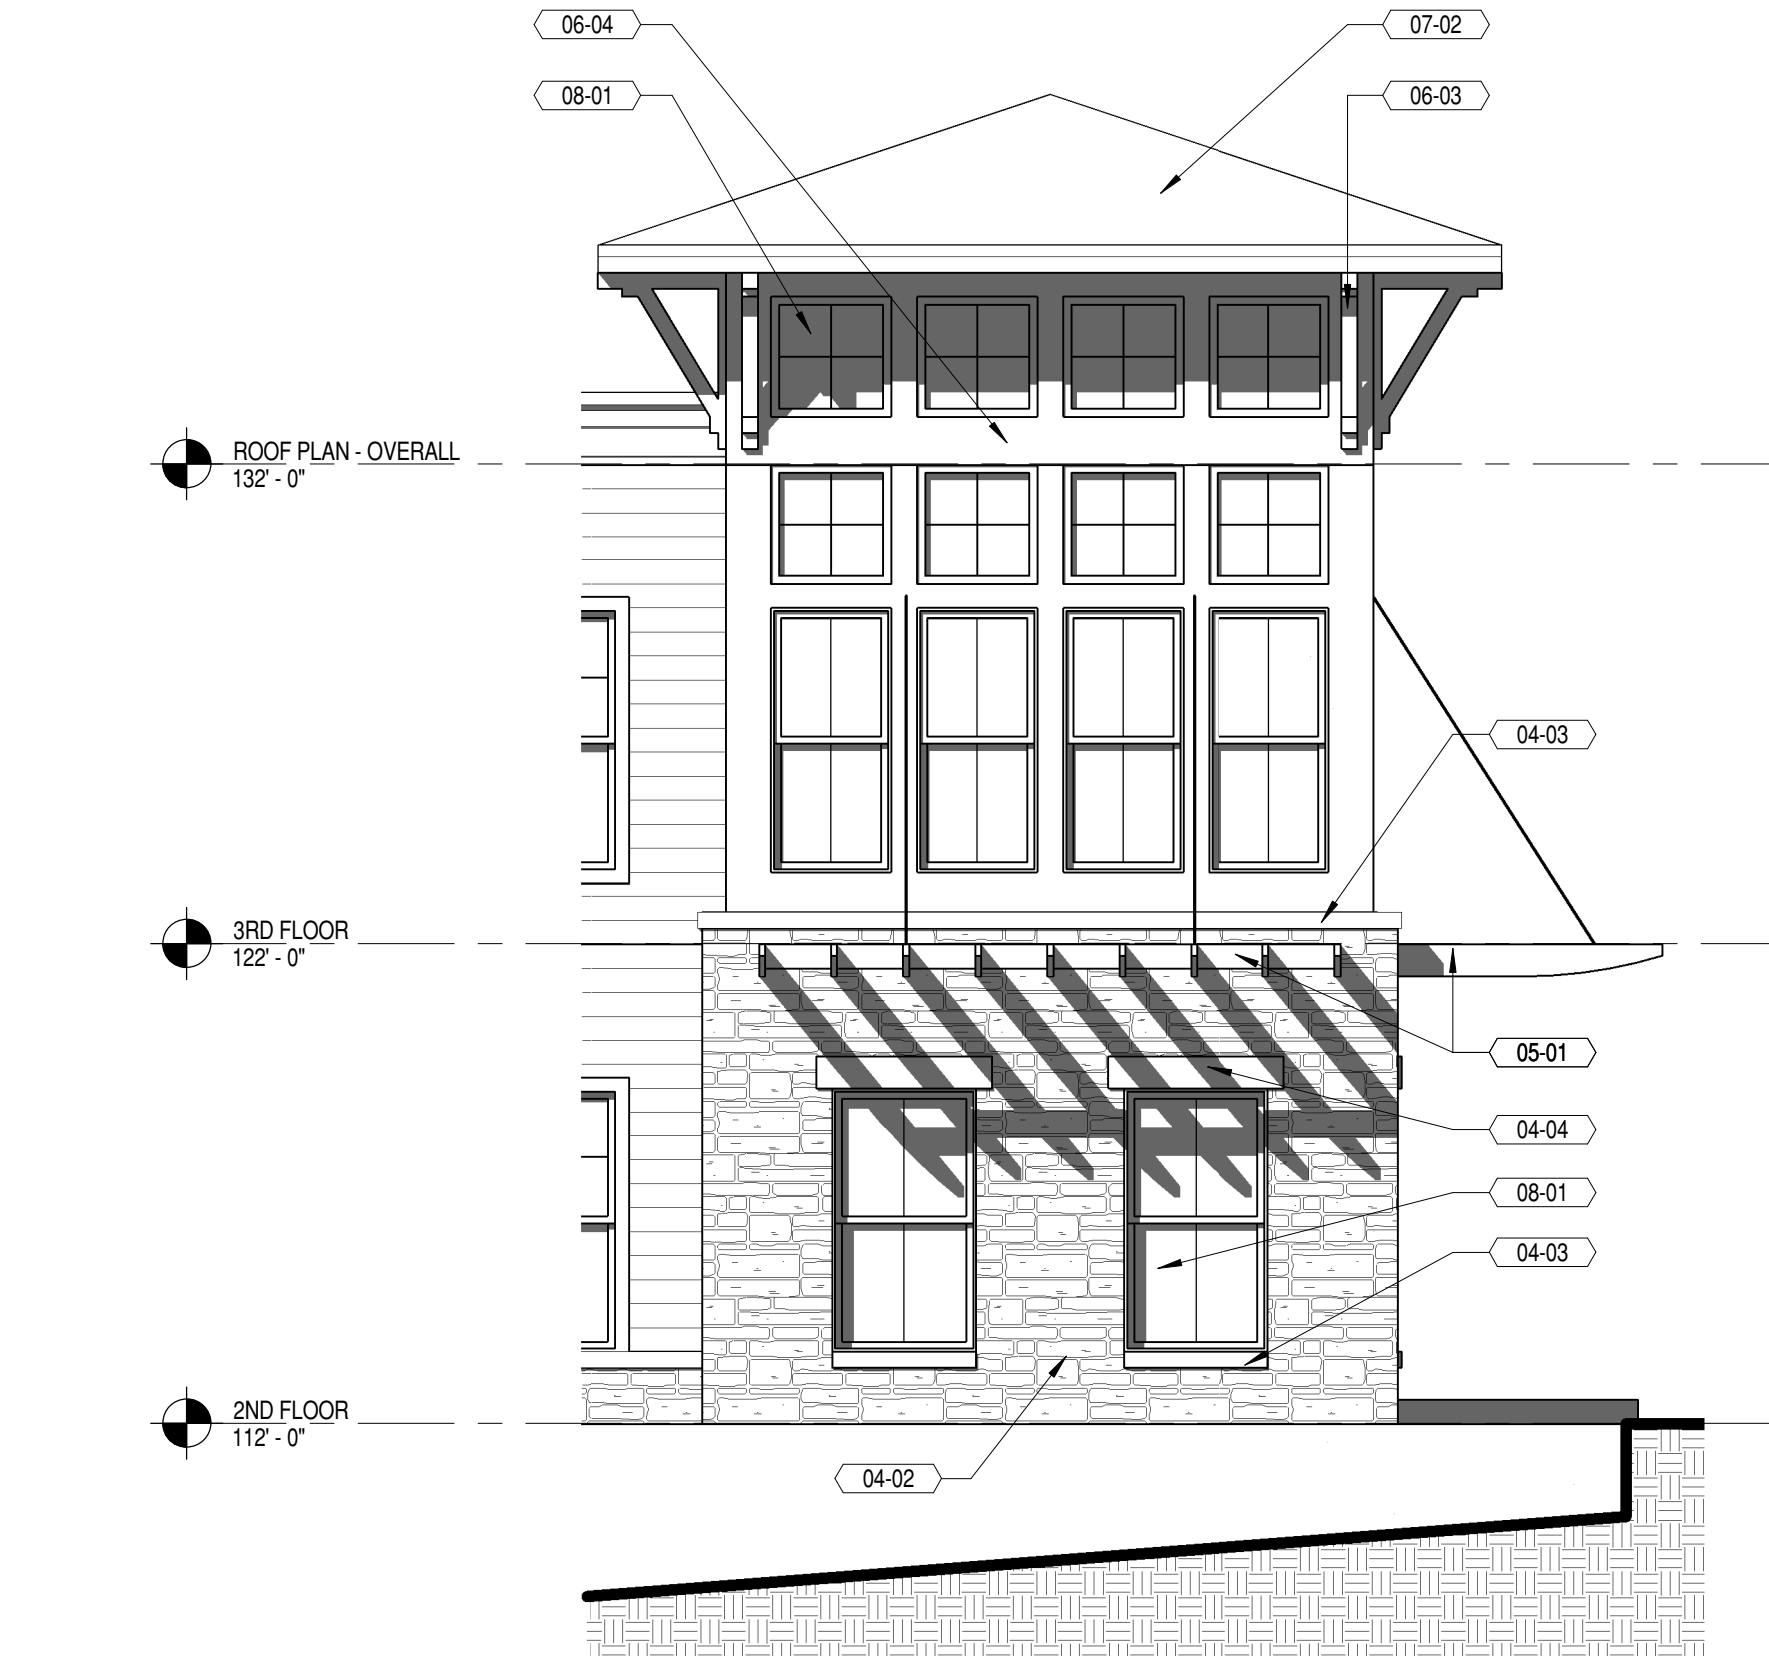 06-04
07-02
08-01
06-03
ROOF PLAN - OVERALL
132' - 0"
04-03
3RD FLOOR
122' - 0"
05-01
04-04
08-01
04-03
2ND FLOOR
112' - 0"
04-02